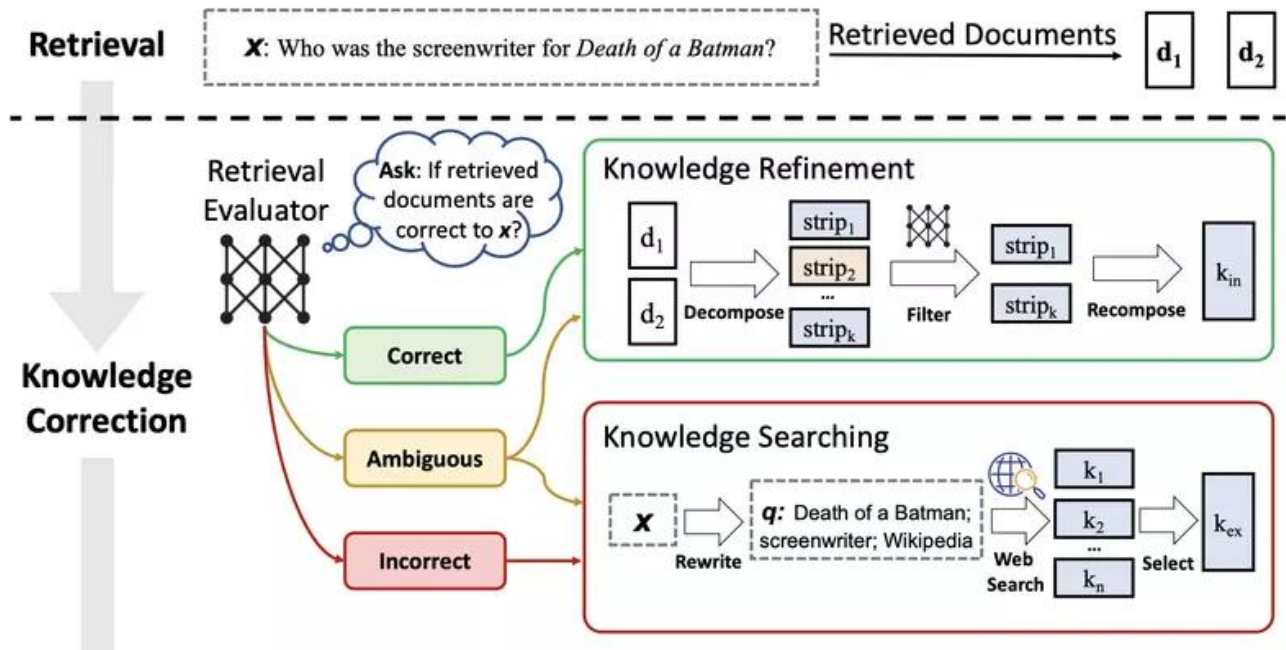 Retrieval
x: Who was the screenwriter for Death of a Batman?
Retrieved Documents
d₁
d₂
Retrieval
Evaluator
Ask: If retrieved
documents are
correct to x?
Knowledge
Correction
Correct
Ambiguous
Incorrect
Knowledge Refinement
d₁
d₂
Decompose
strip₁
strip₂
...
stripₖ
Filter
strip₁
stripₖ
Recompose
kᵢₙ
Knowledge Searching
x
Rewrite
q: Death of a Batman;
screenwriter; Wikipedia
Web
Search
k₁
k₂
...
kₙ
Select
kₑₓ